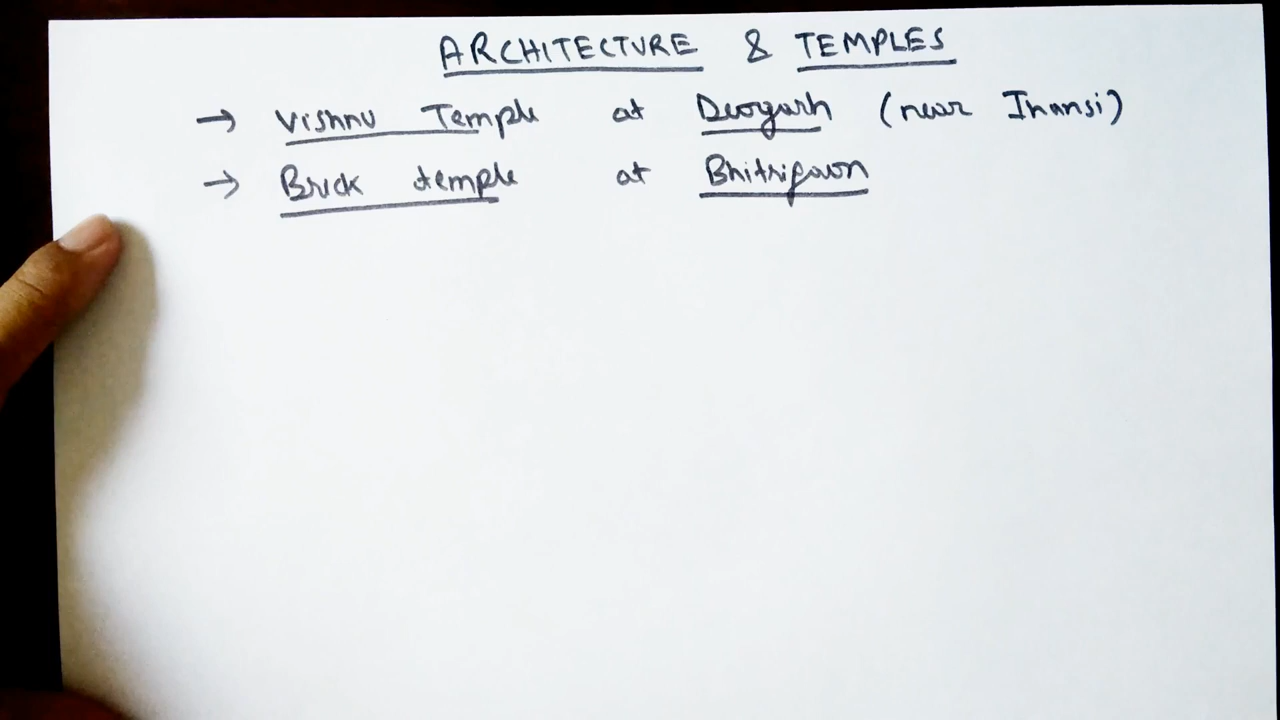 ARCHITECTURE & TEMPLES
→ Vishnu Temple at Deogarh (near Jhansi)
→ Brick temple at Bhitrigaon